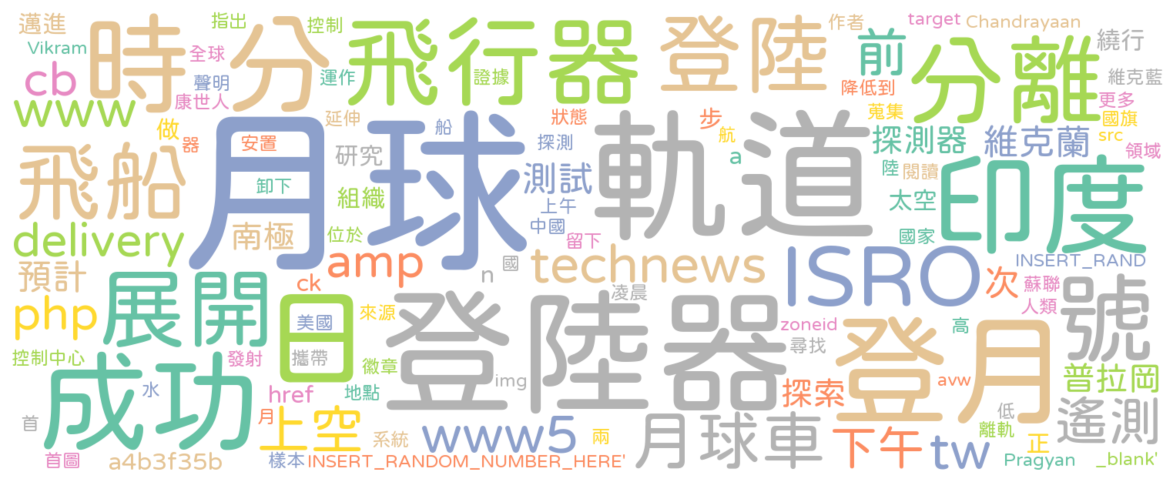 邁進 指出 控制 作者 target Chandrayaan
Vikram 全球 時分 飛行器 登陸 前 分離 繞行
cb 聲明 運作 證據 降低到 維克藍
www 康世人 蒐集 更多
做 器 延伸 狀態 船 步 航 國旗
飛船 安置 月球 探測 軌道 a 探測器 維克蘭 src 領域
卸下 研究 測試 陸 閱讀 印度
組織 上午 太空
delivery 南極 位於 中國 留下 國家
預計 amp n 國 technews ISRO 次 INSERT_RAND
ck 凌晨 蘇聯
php 展開 日 美國 來源 登陸器 zoneid 高 人類 號
控制中心 發射 攜帶 徽章 尋找 登月
成功 水 href 地點 img 探索 avw 普拉岡
首 月 上空 www5 兩 月球車 下午 低 遙測
系統 tw 離軌 正
首圖 a4b3f35b 樣本 INSERT_RANDOM_NUMBER_HERE' Pragyan _blank'